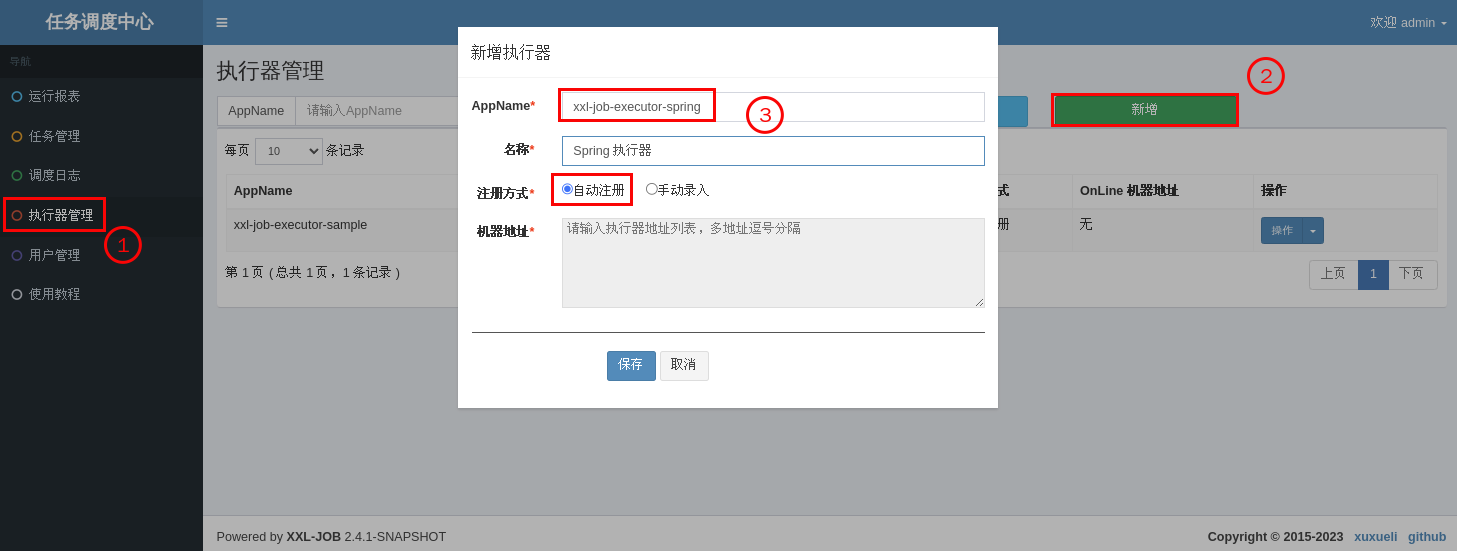 任务调度中心
欢迎 admin
导航
运行报表
任务管理
调度日志
执行器管理
用户管理
使用教程
1
执行器管理
2
AppName 请输入AppName
新增
每页 10 条记录
AppName 式 OnLine 机器地址 操作
xxl-job-executor-sample 册 无 操作
第 1 页 ( 总共 1 页，1 条记录 )
上页 1 下页
新增执行器
AppName* xxl-job-executor-spring
3
名称* Spring 执行器
注册方式* 自动注册 手动录入
机器地址* 请输入执行器地址列表，多地址逗号分隔
保存 取消
Powered by XXL-JOB 2.4.1-SNAPSHOT
Copyright © 2015-2023 xuxueli github